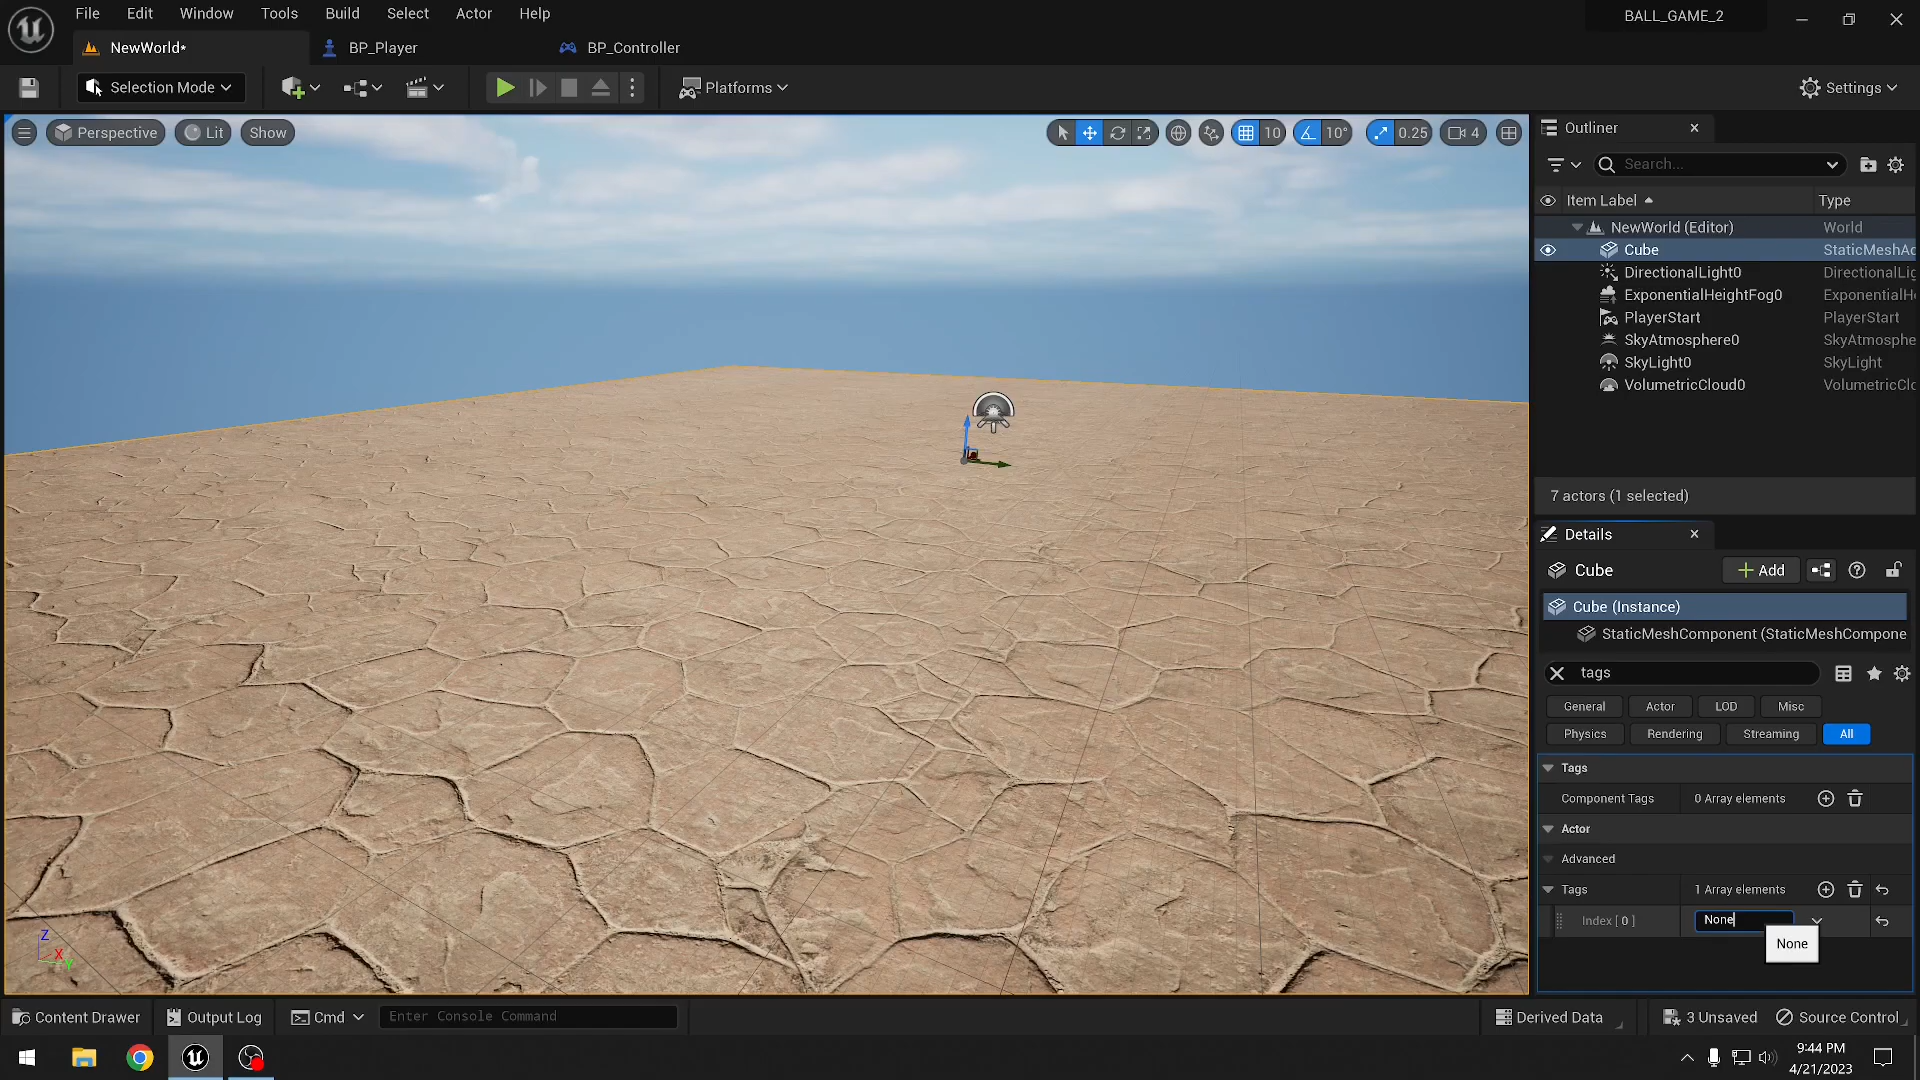 File Edit Window Tools Build Select Actor Help
BALL_GAME_2
NewWorld*
BP_Player
BP_Controller
Selection Mode
Platforms
Settings
Perspective
Lit
Show
10
10°
0.25
4
Outliner
Search...
Item Label
Type
NewWorld (Editor)
World
Cube
StaticMeshAc
DirectionalLight0
DirectionalLig
ExponentialHeightFog0
ExponentialHe
PlayerStart
PlayerStart
SkyAtmosphere0
SkyAtmosphe
SkyLight0
SkyLight
VolumetricCloud0
VolumetricClo
7 actors (1 selected)
Details
Cube
Add
Cube (Instance)
StaticMeshComponent (StaticMeshCompone
tags
General
Actor
LOD
Misc
Physics
Rendering
Streaming
All
Tags
Component Tags
0 Array elements
Actor
Advanced
Tags
1 Array elements
Index [ 0 ]
None
None
Z
X
Y
Content Drawer
Output Log
Cmd
Enter Console Command
Derived Data
3 Unsaved
Source Control
9:44 PM
4/21/2023